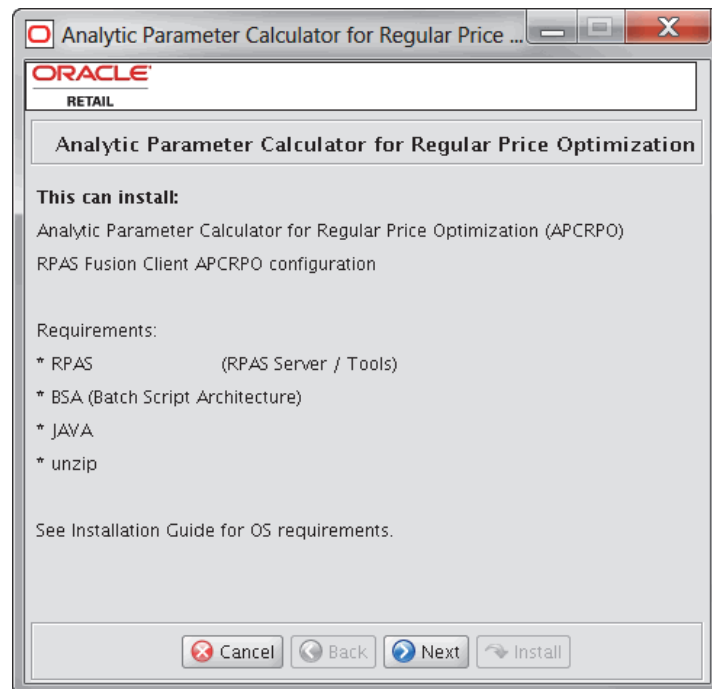 Analytic Parameter Calculator for Regular Price ...
ORACLE
RETAIL
Analytic Parameter Calculator for Regular Price Optimization
This can install:
Analytic Parameter Calculator for Regular Price Optimization (APCRPO)
RPAS Fusion Client APCRPO configuration
Requirements:
* RPAS (RPAS Server / Tools)
* BSA (Batch Script Architecture)
* JAVA
* unzip
See Installation Guide for OS requirements.
Cancel Back Next Install